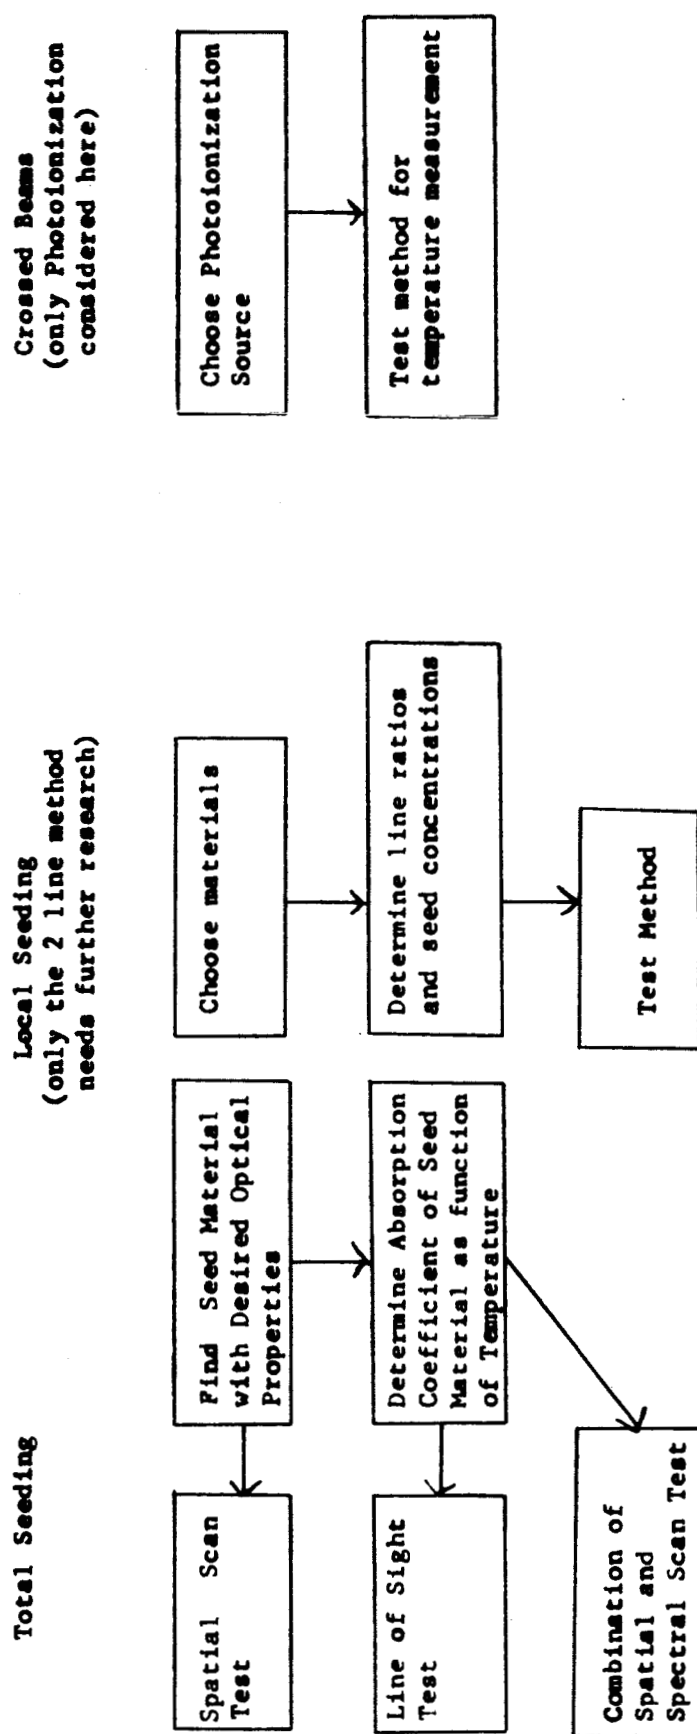 Total Seeding
Spatial Scan
Test
Find Seed Material
with Desired Optical
Properties
Line of Sight
Test
Determine Absorption
Coefficient of Seed
Material as function
of Temperature
Combination of
Spatial and
Spectral Scan Test
Local Seeding
(only the 2 line method
needs further research)
Choose materials
Determine line ratios
and seed concentrations
Test Method
Crossed Beams
(only Photoionization
considered here)
Choose Photoionization
Source
Test method for
temperature measurement